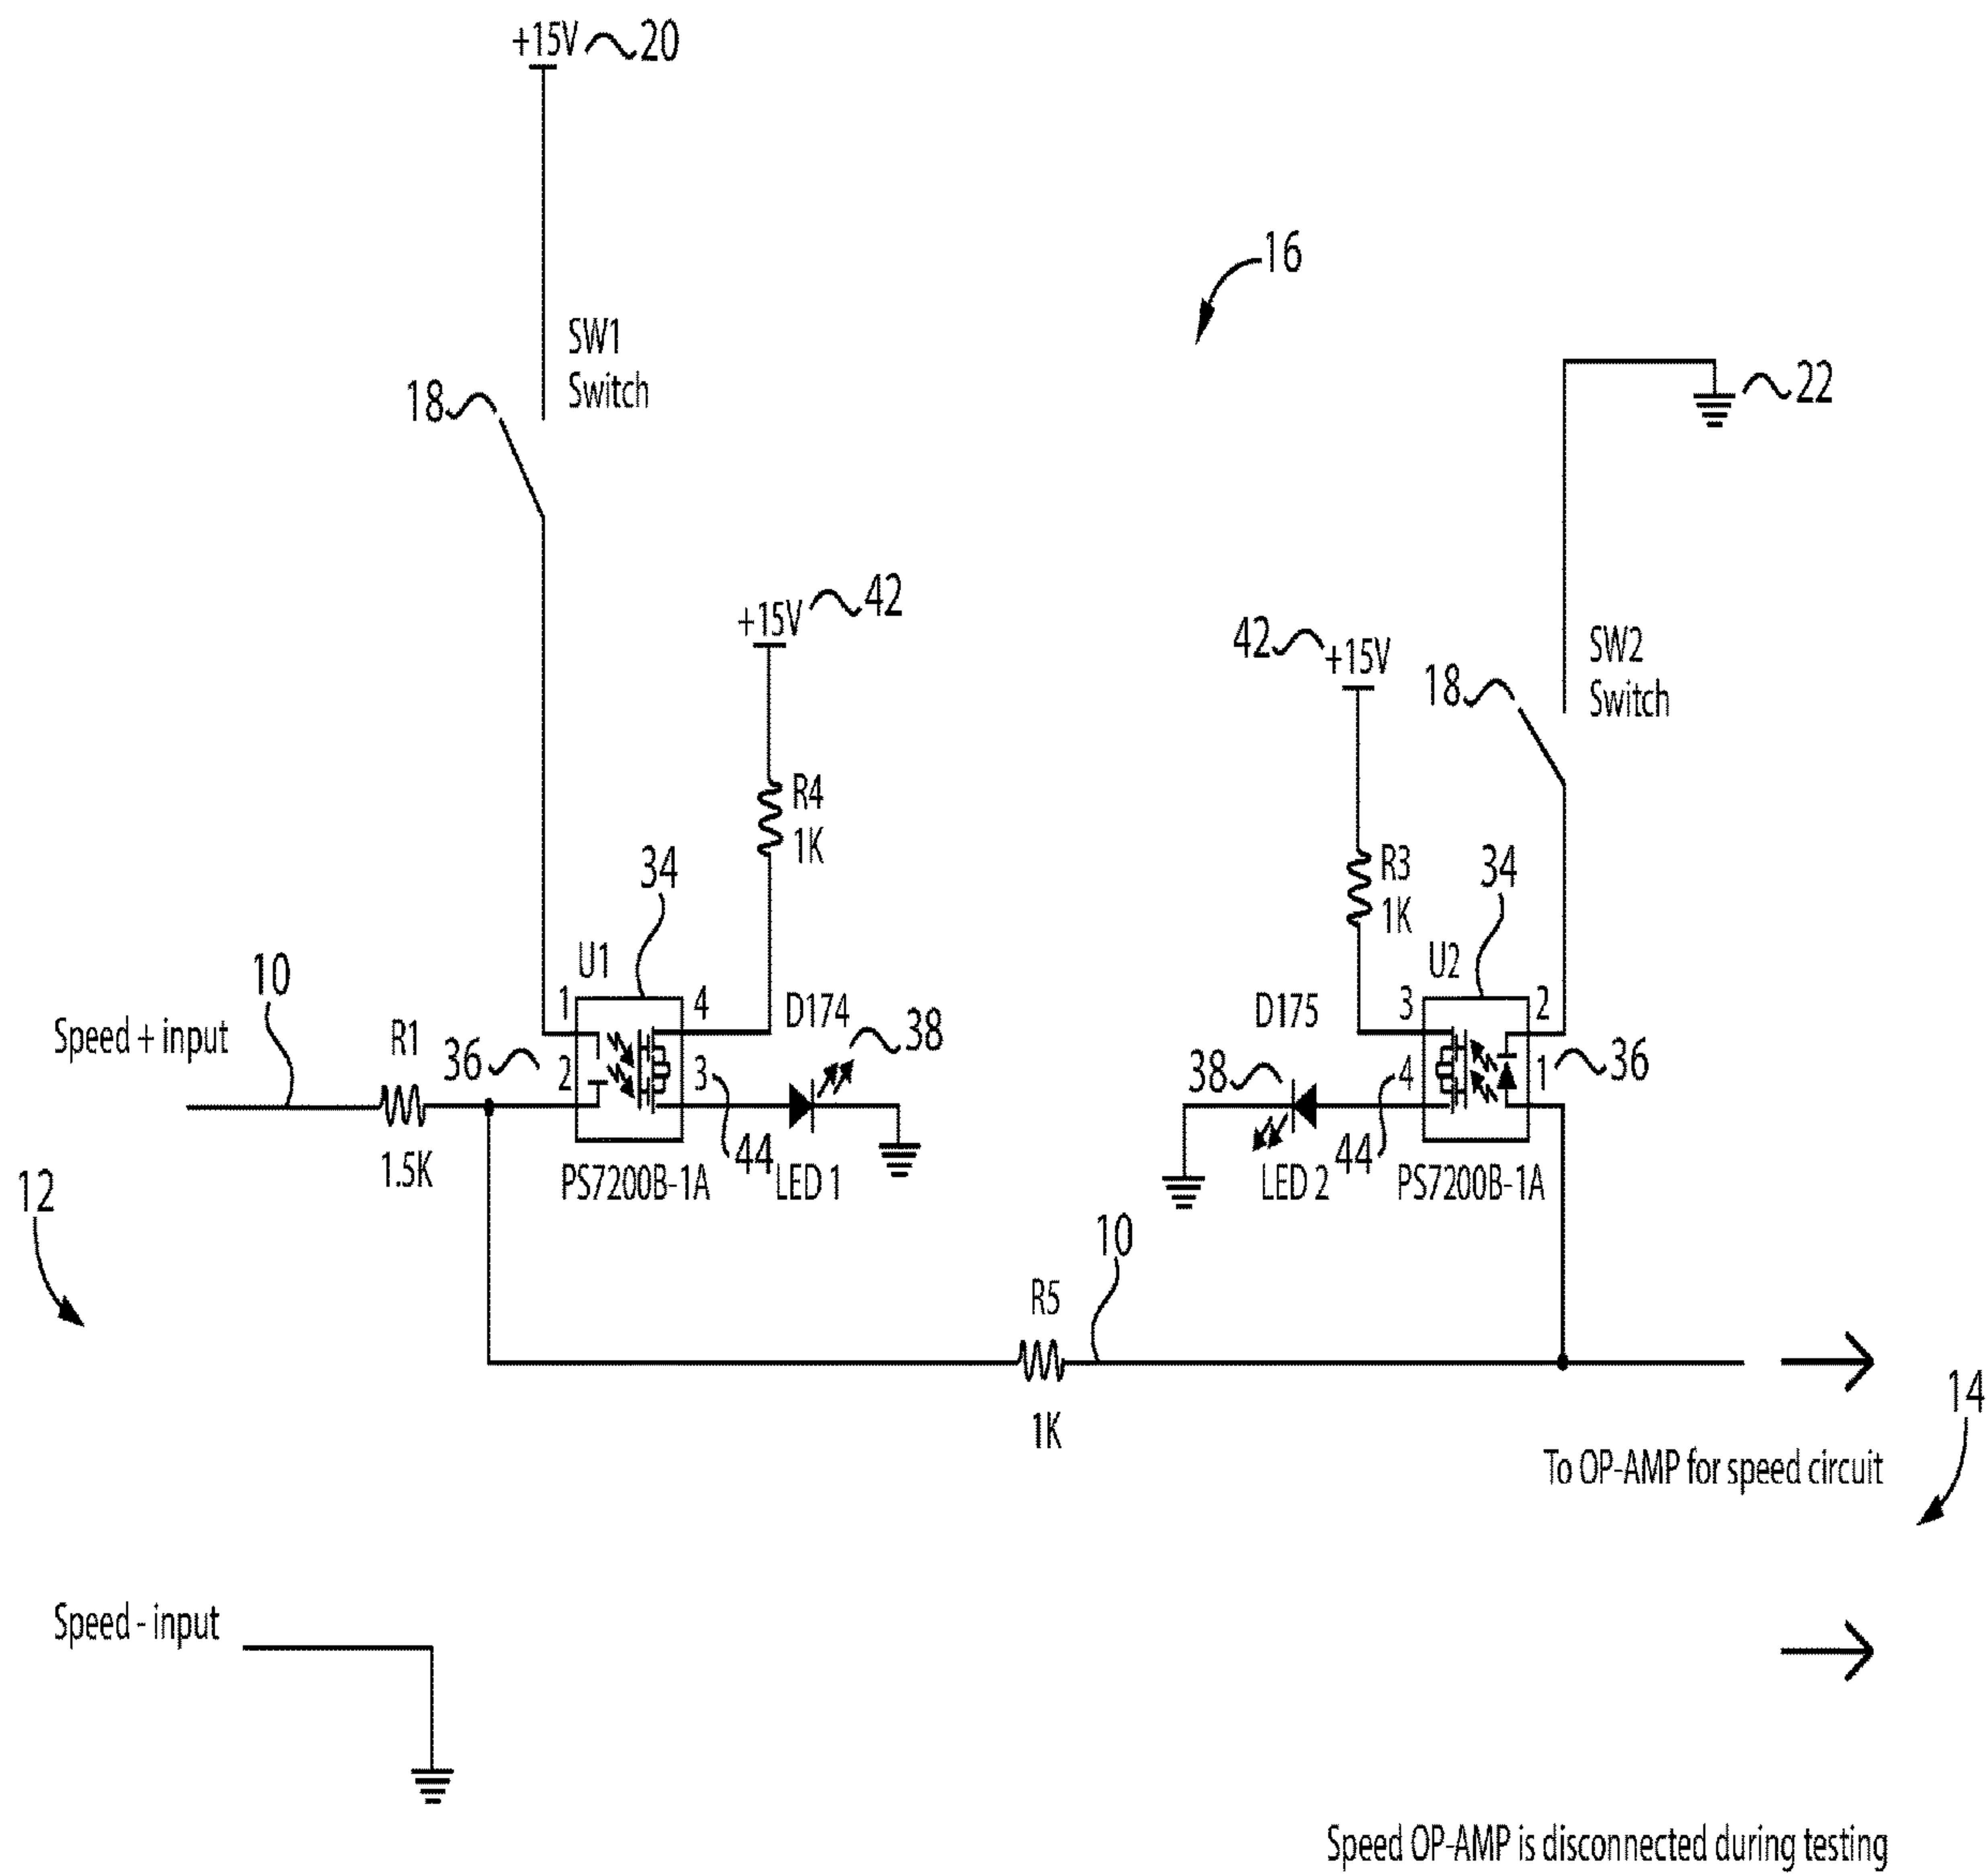 +15V 20
16
SW1
Switch
18
22
+15V 42
42 +15V
SW2
Switch
18
R4
1K
R3
1K
34
34
U1
U2
10
1
4
D174
38
D175
3
2
Speed + input
R1
36
2
3
38
4
1
36
1.5K
PS7200B-1A
44
LED 1
LED 2
44
PS7200B-1A
12
10
R5
1K
14
To OP-AMP for speed circuit
Speed - input
Speed OP-AMP is disconnected during testing